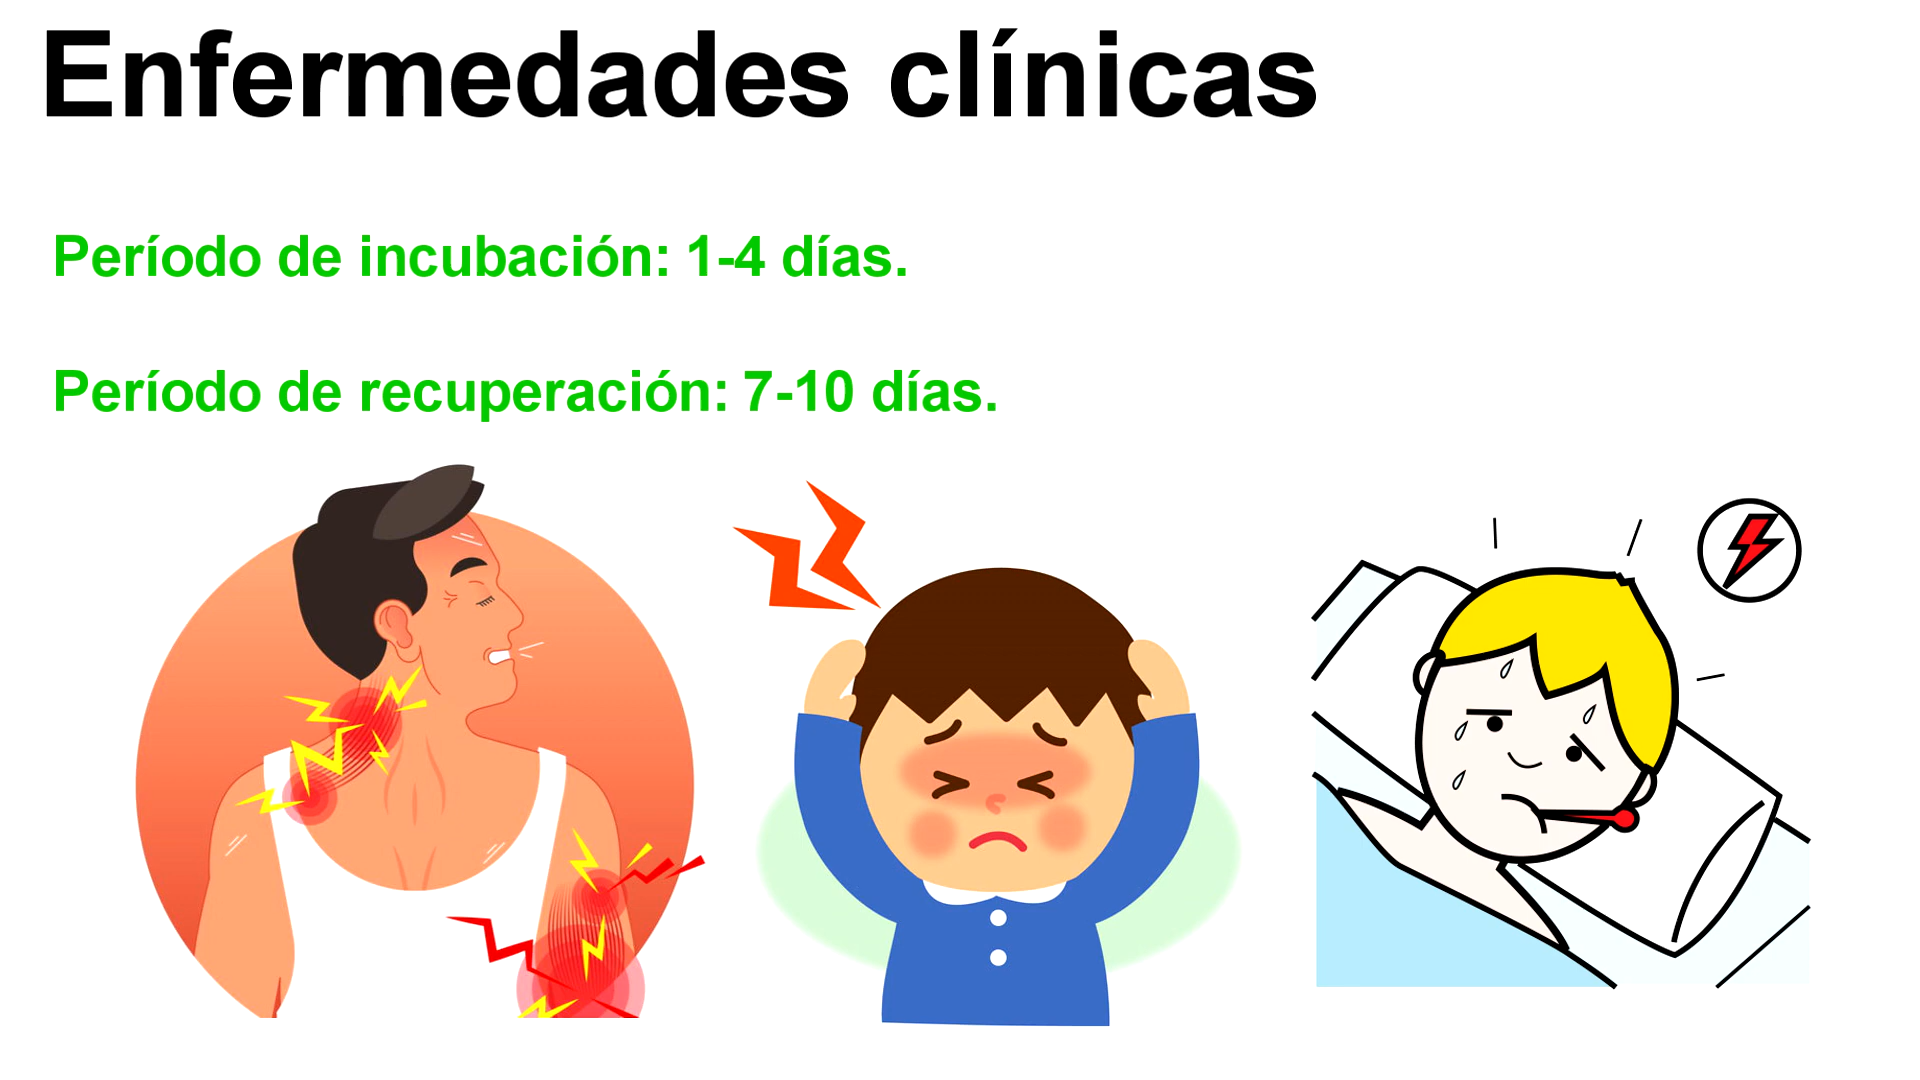 Enfermedades clínicas
Período de incubación: 1-4 días.
Período de recuperación: 7-10 días.